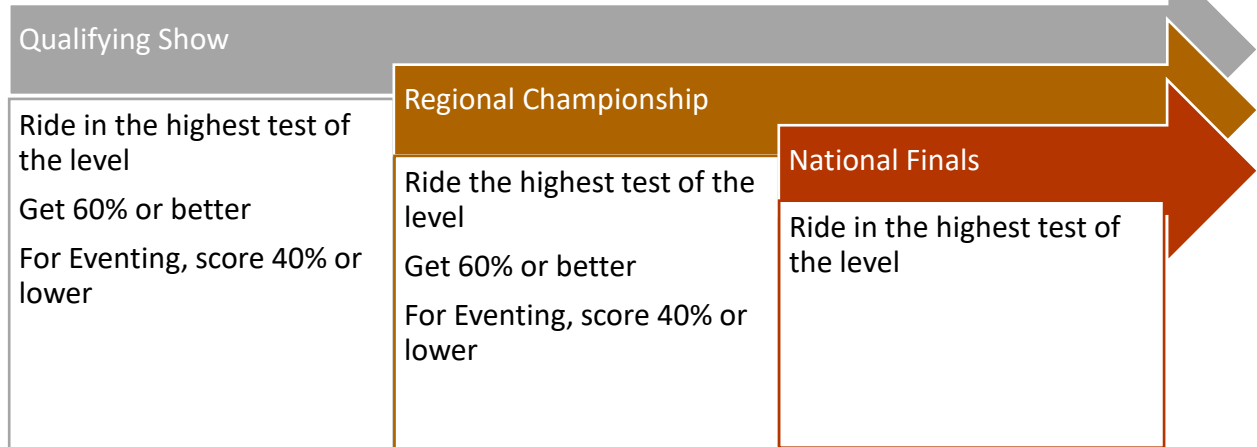 Qualifying Show
Ride in the highest test of
the level
Get 60% or better
For Eventing, score 40% or
lower
Regional Championship
Ride the highest test of the
level
Get 60% or better
For Eventing, score 40% or
lower
National Finals
Ride in the highest test of
the level